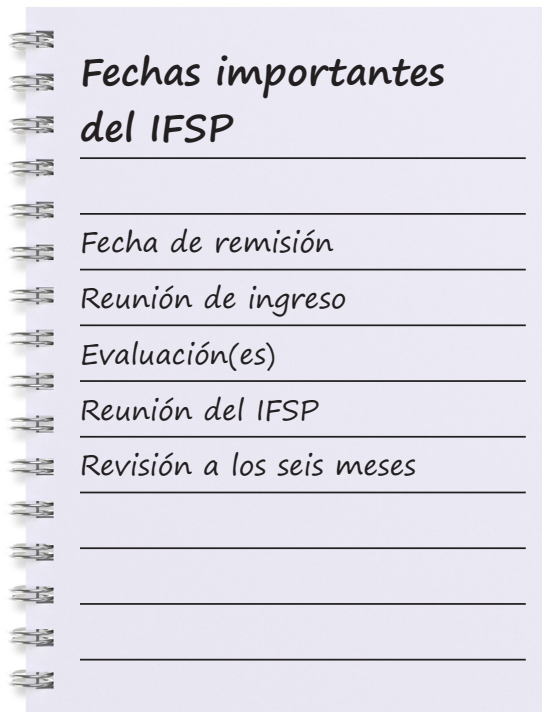 Fechas importantes
del IFSP
Fecha de remisión
Reunión de ingreso
Evaluación(es)
Reunión del IFSP
Revisión a los seis meses